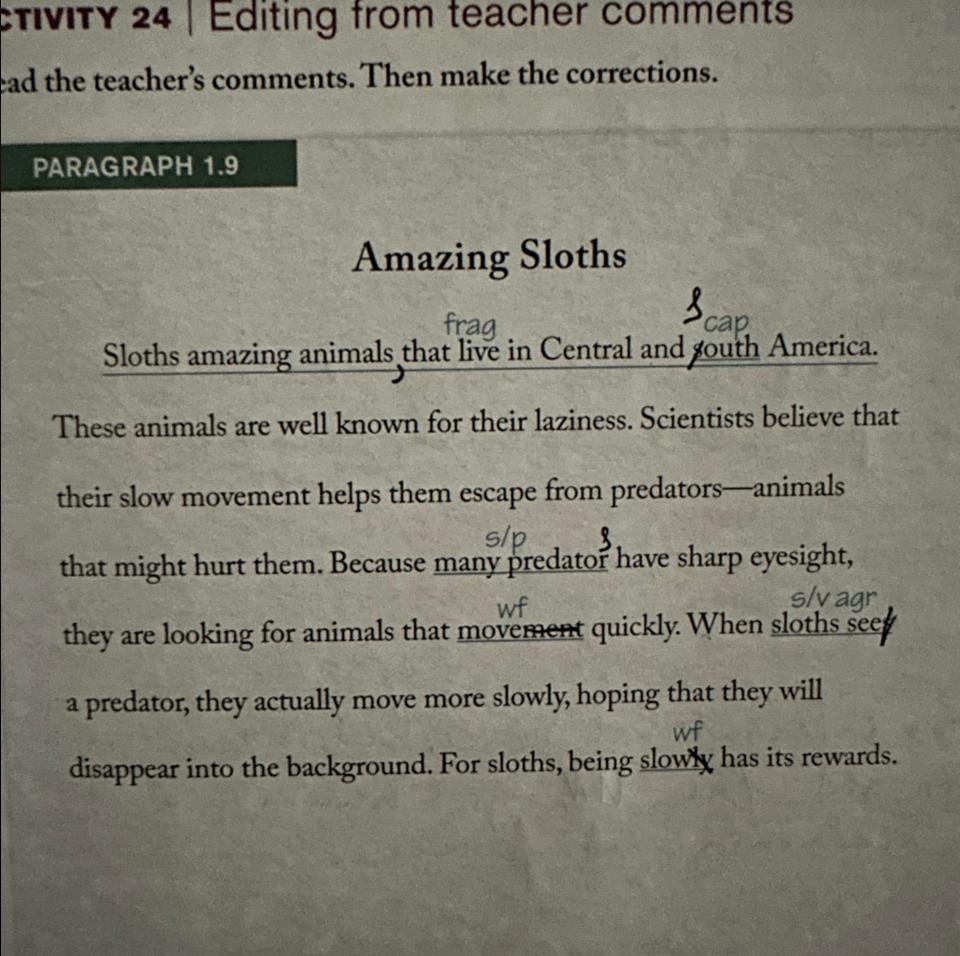 CTIVITY 24 | Editing from teacher comments
ead the teacher's comments. Then make the corrections.
PARAGRAPH 1.9
Amazing Sloths
frag S cap
Sloths amazing animals, that live in Central and south America.
These animals are well known for their laziness. Scientists believe that
their slow movement helps them escape from predators—animals
s/p s
that might hurt them. Because many predator have sharp eyesight,
wf s/v agr
they are looking for animals that movement quickly. When sloths sees
a predator, they actually move more slowly, hoping that they will
wf
disappear into the background. For sloths, being slowly has its rewards.